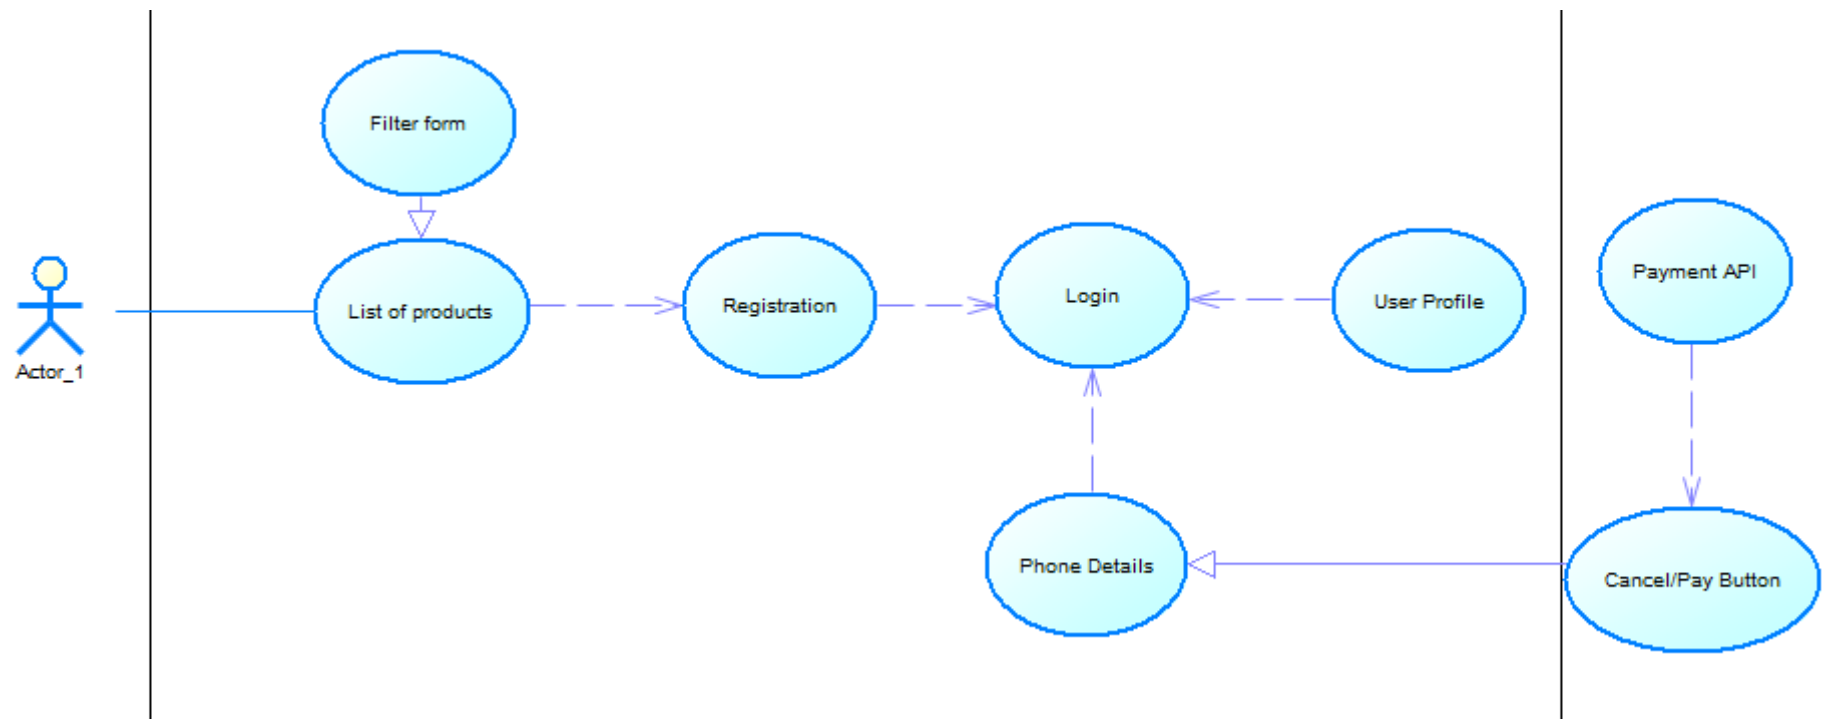 Filter form
Payment API
Login
User Profile
Registration
List of products
Actor_1
Phone Details
Cancel/Pay Button